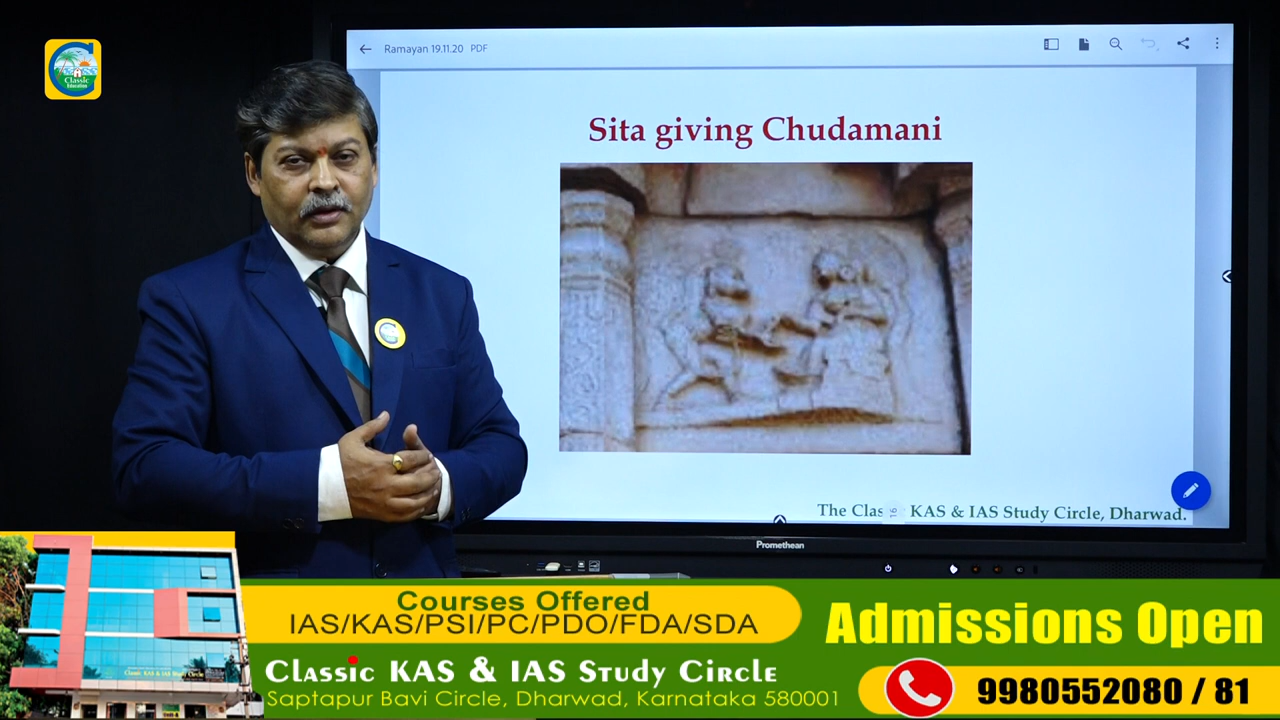 Classic
Education
Ramayan 19.11.20 PDF
Sita giving Chudamani
16
The Clas KAS & IAS Study Circle, Dharwad.
Promethean
Courses Offered
IAS/KAS/PSI/PC/PDO/FDA/SDA
Classic KAS & IAS Study Circle
Saptapur Bavi Circle, Dharwad, Karnataka 580001
Admissions Open
9980552080 / 81